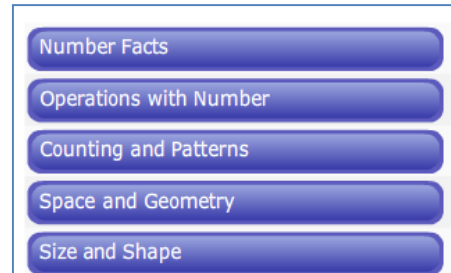 Number Facts
Operations with Number
Counting and Patterns
Space and Geometry
Size and Shape